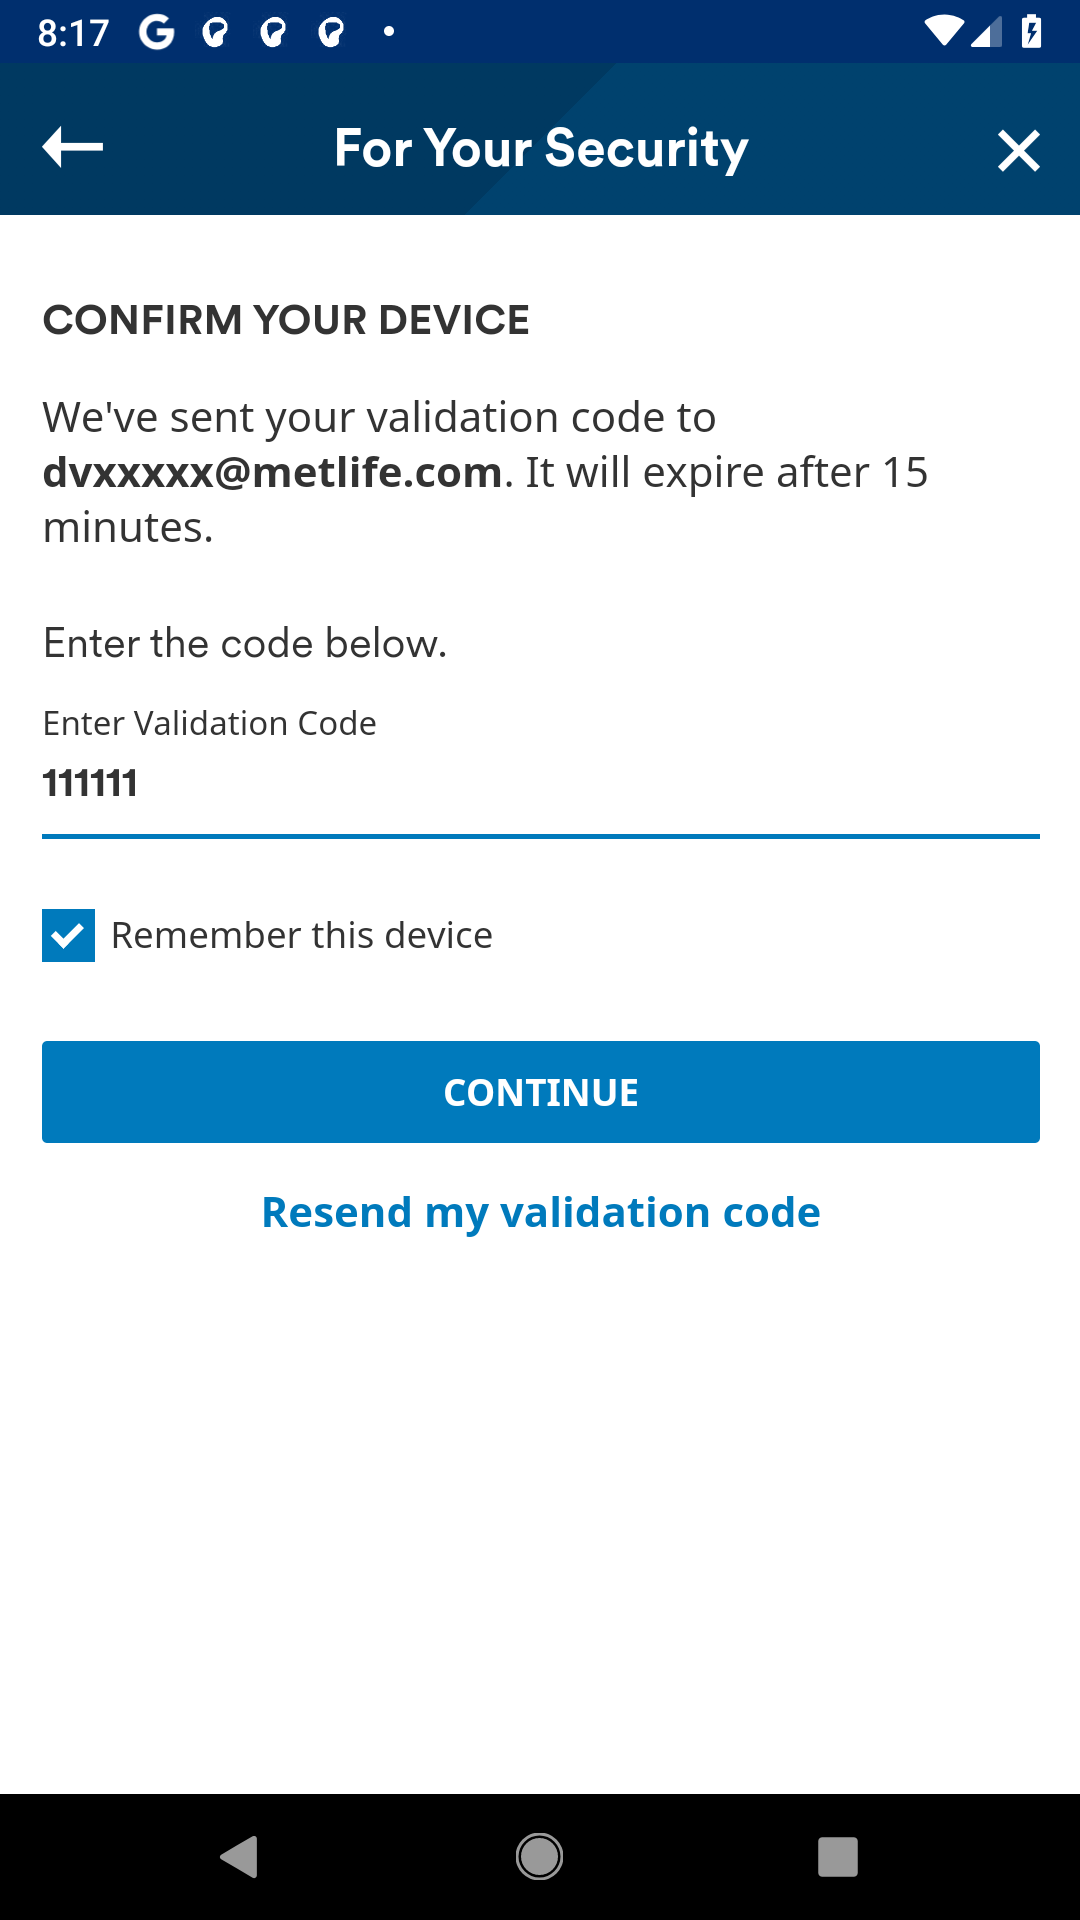 8:17
For Your Security
CONFIRM YOUR DEVICE
We've sent your validation code to
dvxxxxx@metlife.com. It will expire after 15
minutes.
Enter the code below.
Enter Validation Code
111111
Remember this device
CONTINUE
Resend my validation code